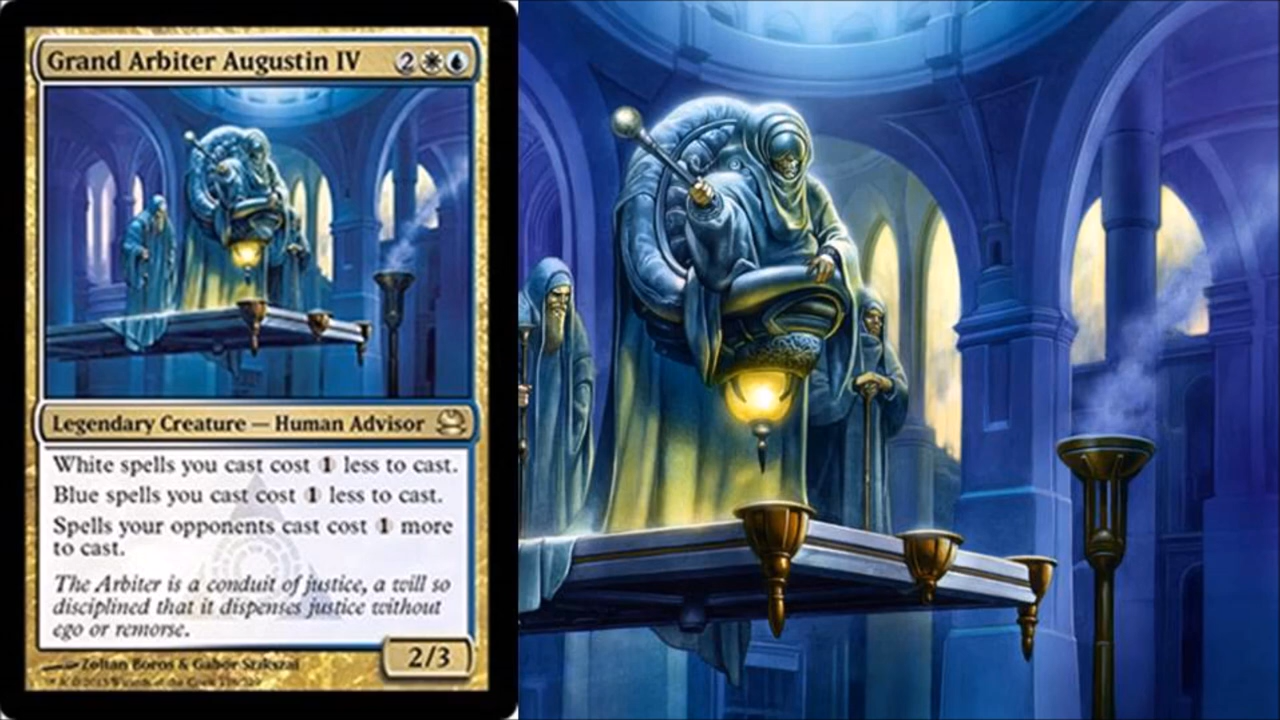 Grand Arbiter Augustin IV 2
Legendary Creature — Human Advisor
White spells you cast cost 1 less to cast.
Blue spells you cast cost 1 less to cast.
Spells your opponents cast cost 1 more
to cast.
The Arbiter is a conduit of justice, a will so
disciplined that it dispenses justice without
ego or remorse.
2/3
Zoltan Boros & Gabor Szikszai